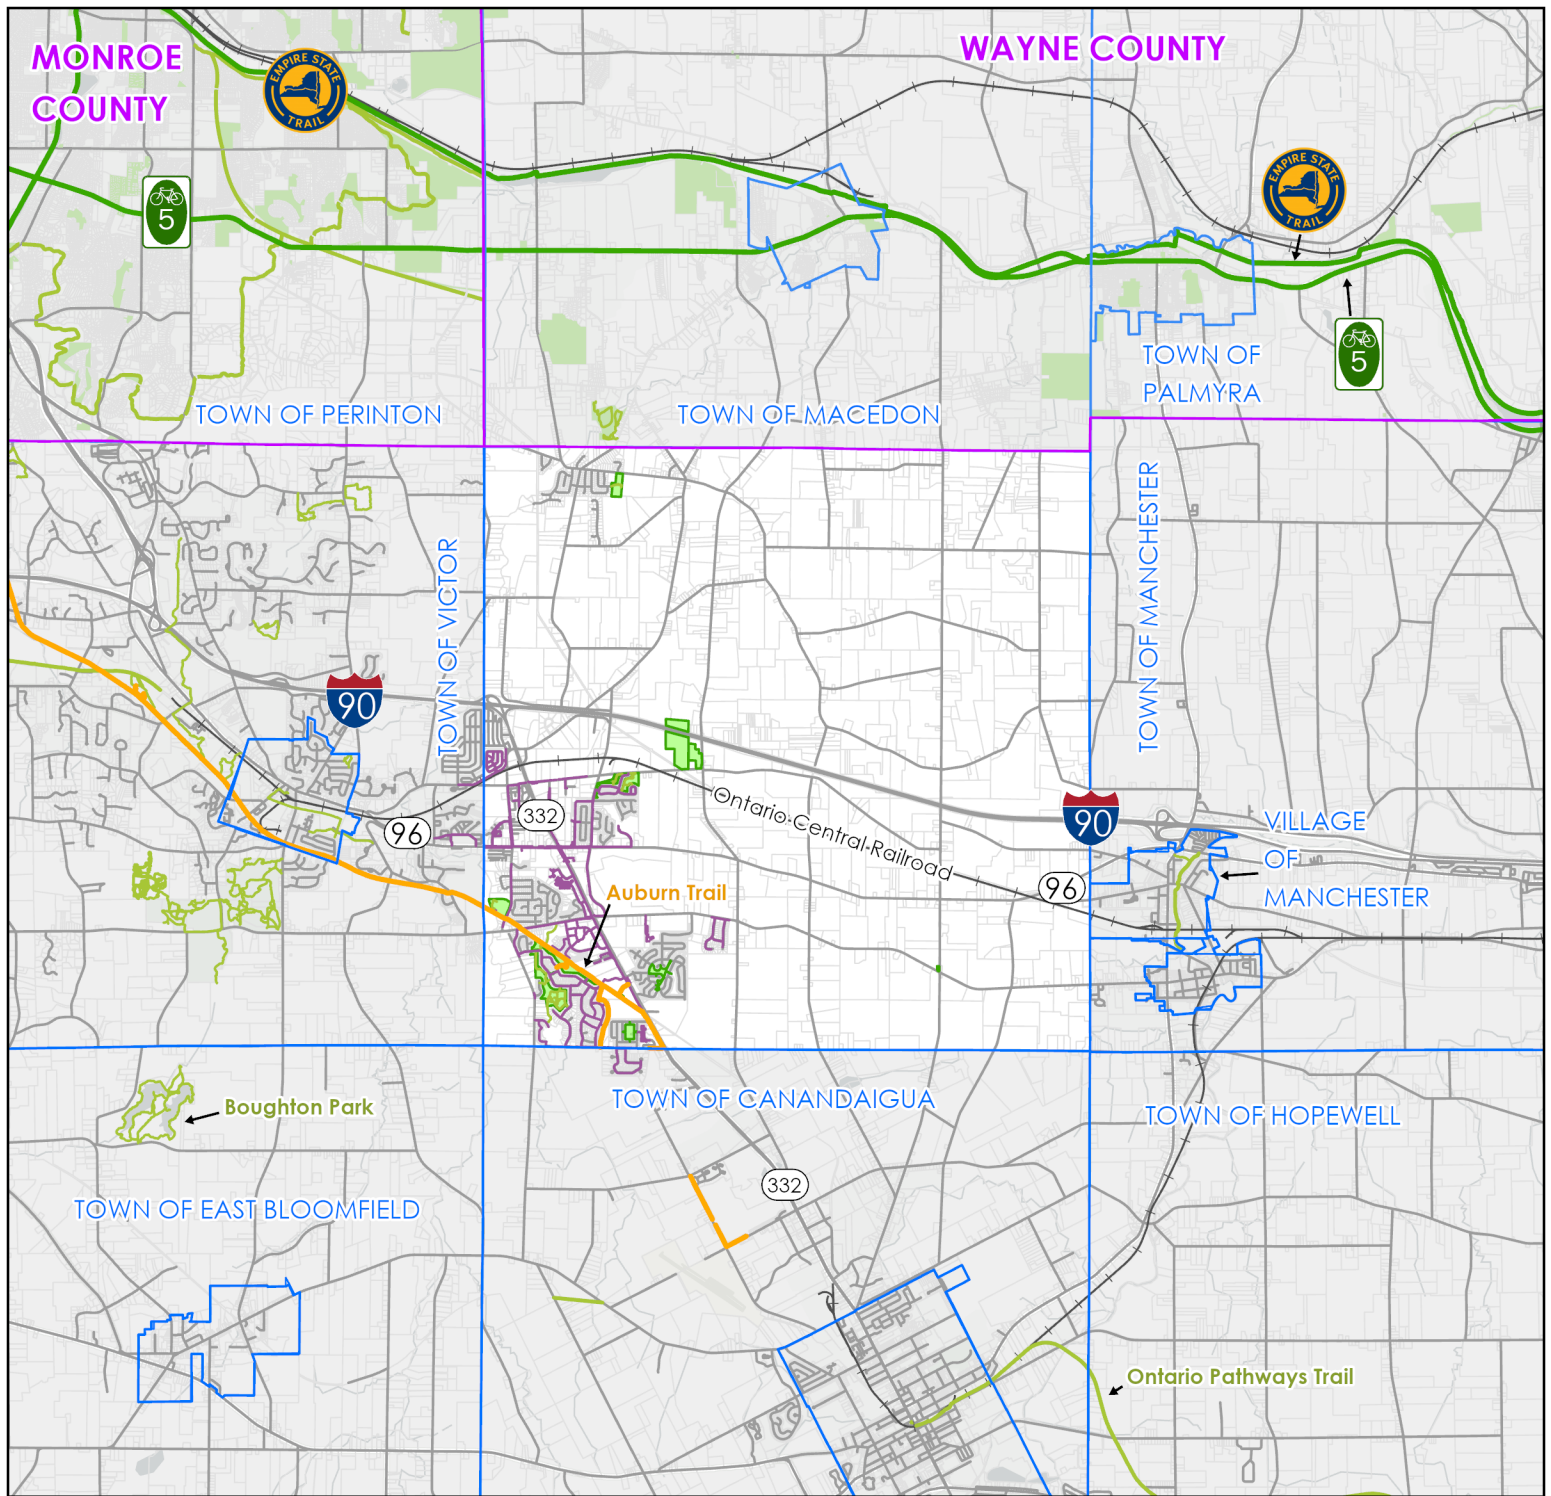 MONROE
COUNTY
WAYNE COUNTY
EMPIRE STATE
TRAIL
EMPIRE STATE
TRAIL
5
5
TOWN OF
PALMYRA
TOWN OF PERINTON
TOWN OF MACEDON
TOWN OF VICTOR
TOWN OF MANCHESTER
90
332
96
Ontario Central Railroad
90
VILLAGE
OF
MANCHESTER
96
Auburn Trail
Boughton Park
TOWN OF CANANDAIGUA
TOWN OF HOPEWELL
332
TOWN OF EAST BLOOMFIELD
Ontario Pathways Trail